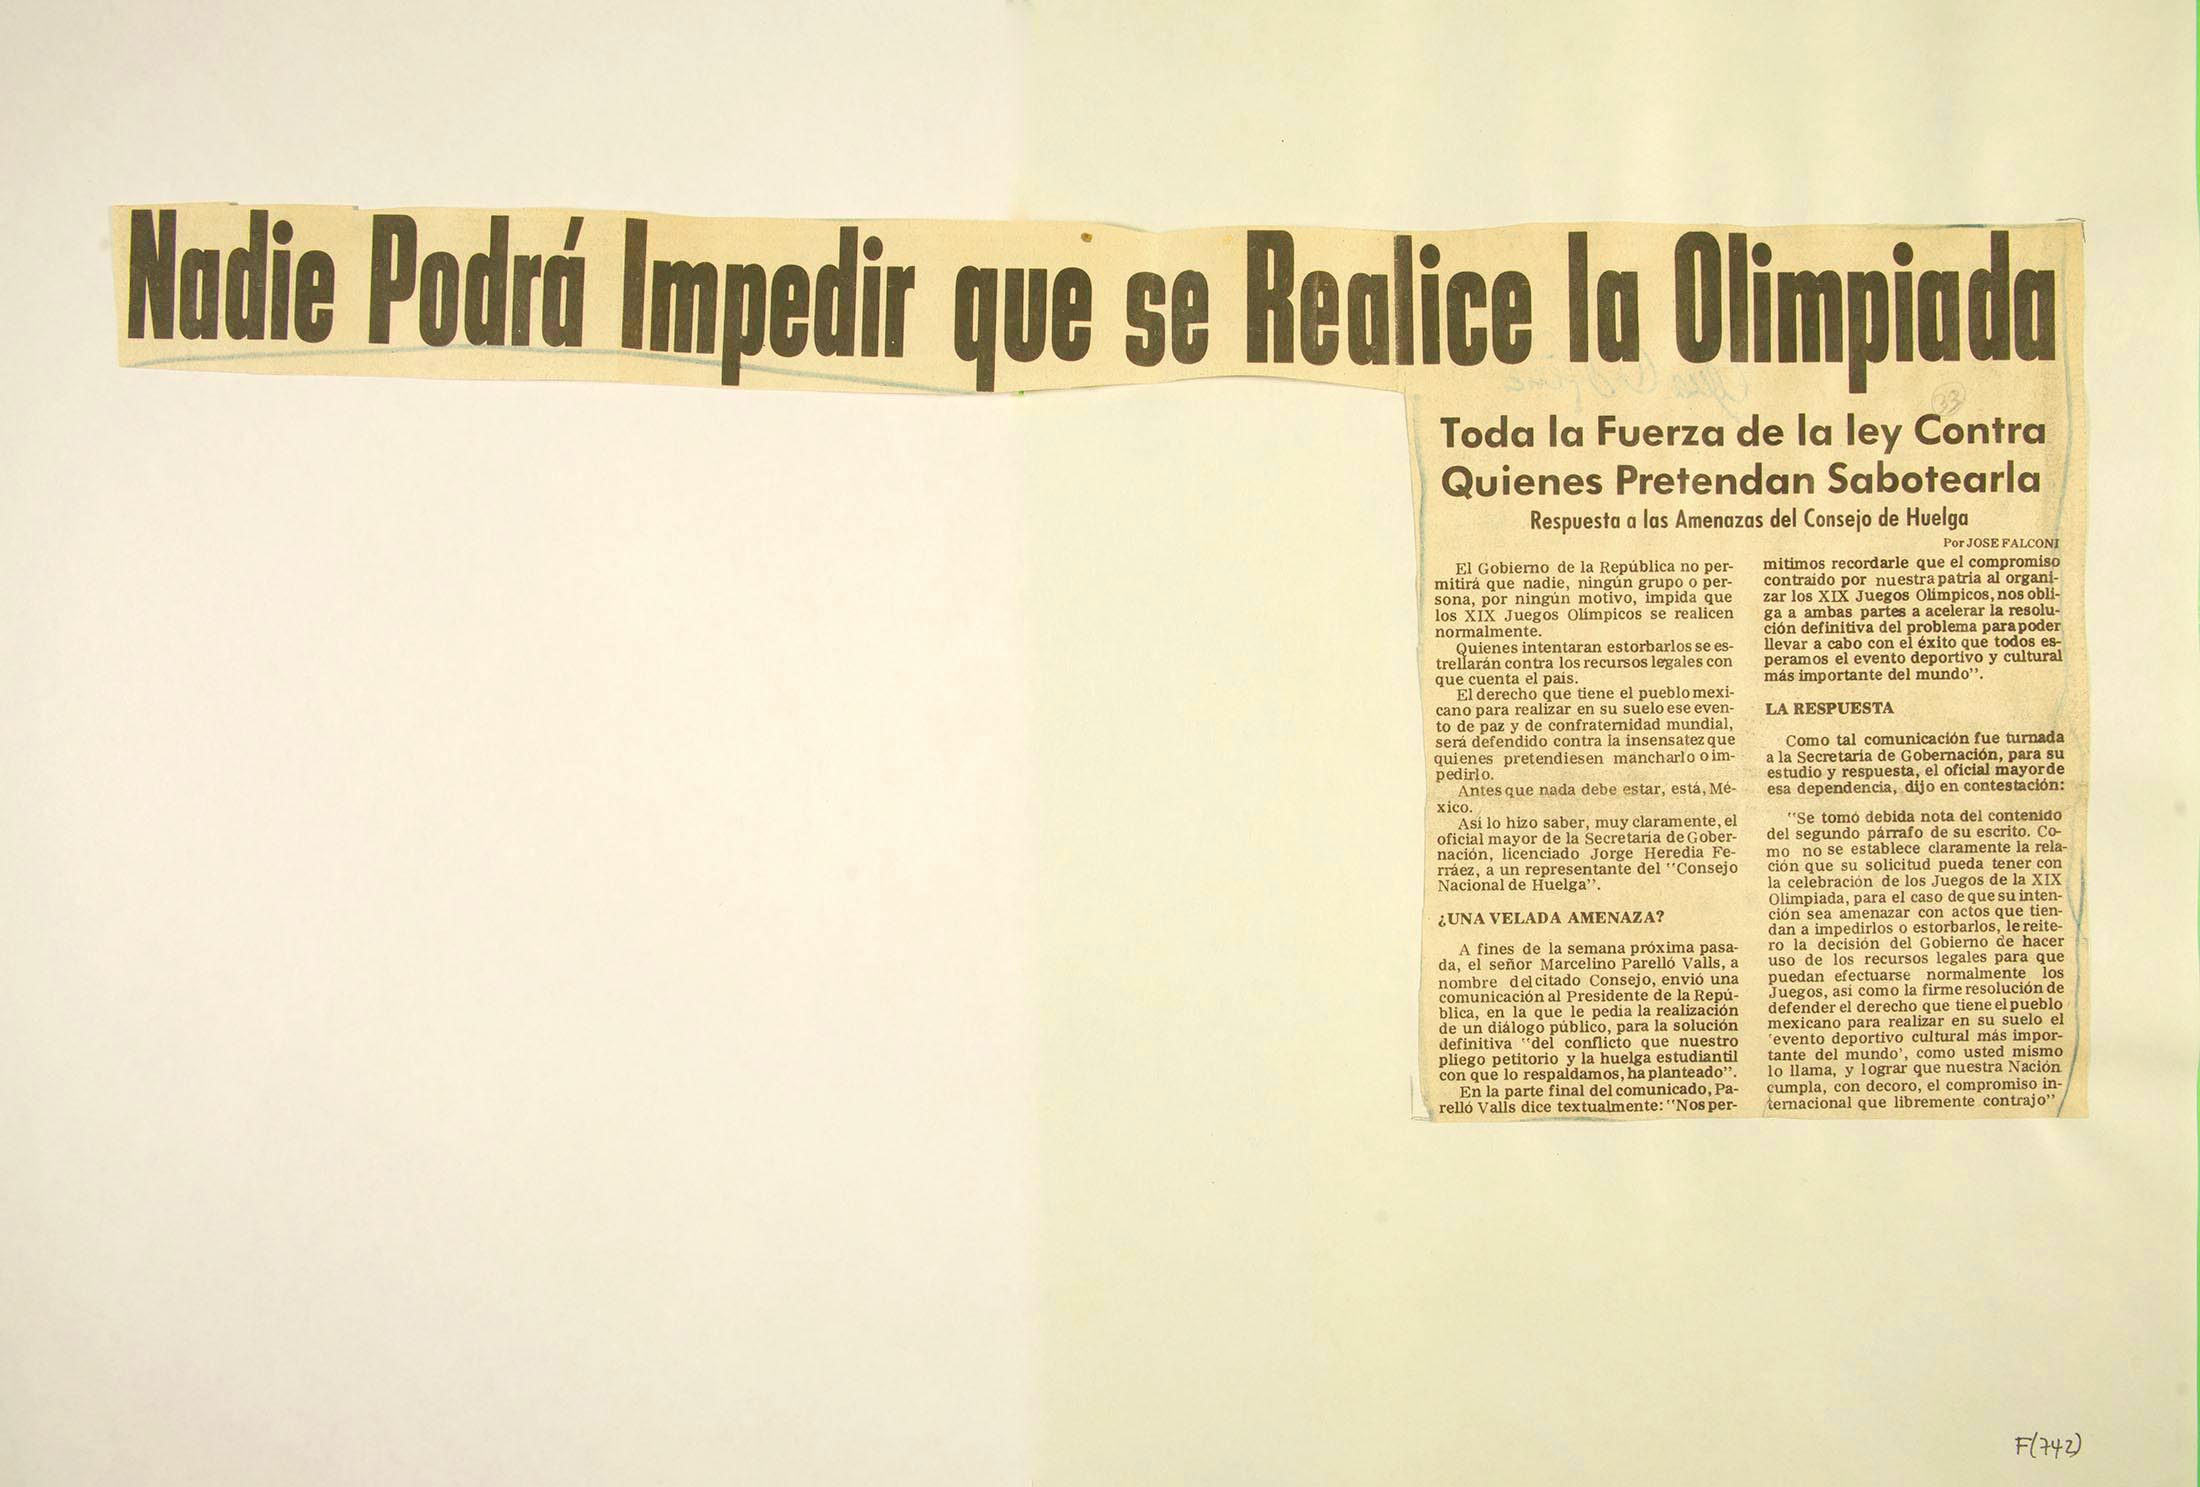 Nadie Podrá Impedir que se Realice la Olimpiada
Toda la Fuerza de la ley Contra
Quienes Pretendan Sabotearla
Respuesta a las Amenazas del Consejo de Huelga
Por JOSE FALCONI
El Gobierno de la República no per-
mitirá que nadie, ningún grupo o per-
sona, por ningún motivo, impida que
los XIX Juegos Olímpicos se realicen
normalmente.
Quienes intentaran estorbarlos se es-
trellarán contra los recursos legales con
que cuenta el país.
El derecho que tiene el pueblo mexi-
cano para realizar en su suelo ese even-
to de paz y de confraternidad mundial,
será defendido contra la insensatez que
quienes pretendiesen mancharlo o im-
pedirlo.
Antes que nada debe estar, está, Mé-
xico.
Así lo hizo saber, muy claramente, el
oficial mayor de la Secretaría de Gober-
nación, licenciado Jorge Heredia Fe-
rráez, a un representante del "Consejo
Nacional de Huelga".
¿UNA VELADA AMENAZA?
A fines de la semana próxima pasa-
da, el señor Marcelino Parelló Valls, a
nombre del citado Consejo, envió una
comunicación al Presidente de la Repú-
blica, en la que le pedía la realización
de un diálogo público, para la solución
definitiva "del conflicto que nuestro
pliego petitorio y la huelga estudiantil
con que lo respaldamos, ha planteado".
En la parte final del comunicado, Pa-
relló Valls dice textualmente: "Nos per-
mitimos recordarle que el compromiso
contraído por nuestra patria al organi-
zar los XIX Juegos Olímpicos, nos obli-
ga a ambas partes a acelerar la resolu-
ción definitiva del problema para poder
llevar a cabo con el éxito que todos es-
peramos el evento deportivo y cultural
más importante del mundo".
LA RESPUESTA
Como tal comunicación fue turnada
a la Secretaría de Gobernación, para su
estudio y respuesta, el oficial mayor de
esa dependencia, dijo en contestación:
"Se tomó debida nota del contenido
del segundo párrafo de su escrito. Co-
mo no se establece claramente la rela-
ción que su solicitud pueda tener con
la celebración de los Juegos de la XIX
Olimpiada, para el caso de que su inten-
ción sea amenazar con actos que tien-
dan a impedirlos o estorbarlos, le reite-
ro la decisión del Gobierno de hacer
uso de los recursos legales para que
puedan efectuarse normalmente los
Juegos, así como la firme resolución de
defender el derecho que tiene el pueblo
mexicano para realizar en su suelo el
'evento deportivo cultural más impor-
tante del mundo', como usted mismo
lo llama, y lograr que nuestra Nación
cumpla, con decoro, el compromiso in-
ternacional que libremente contrajo"
F(742)